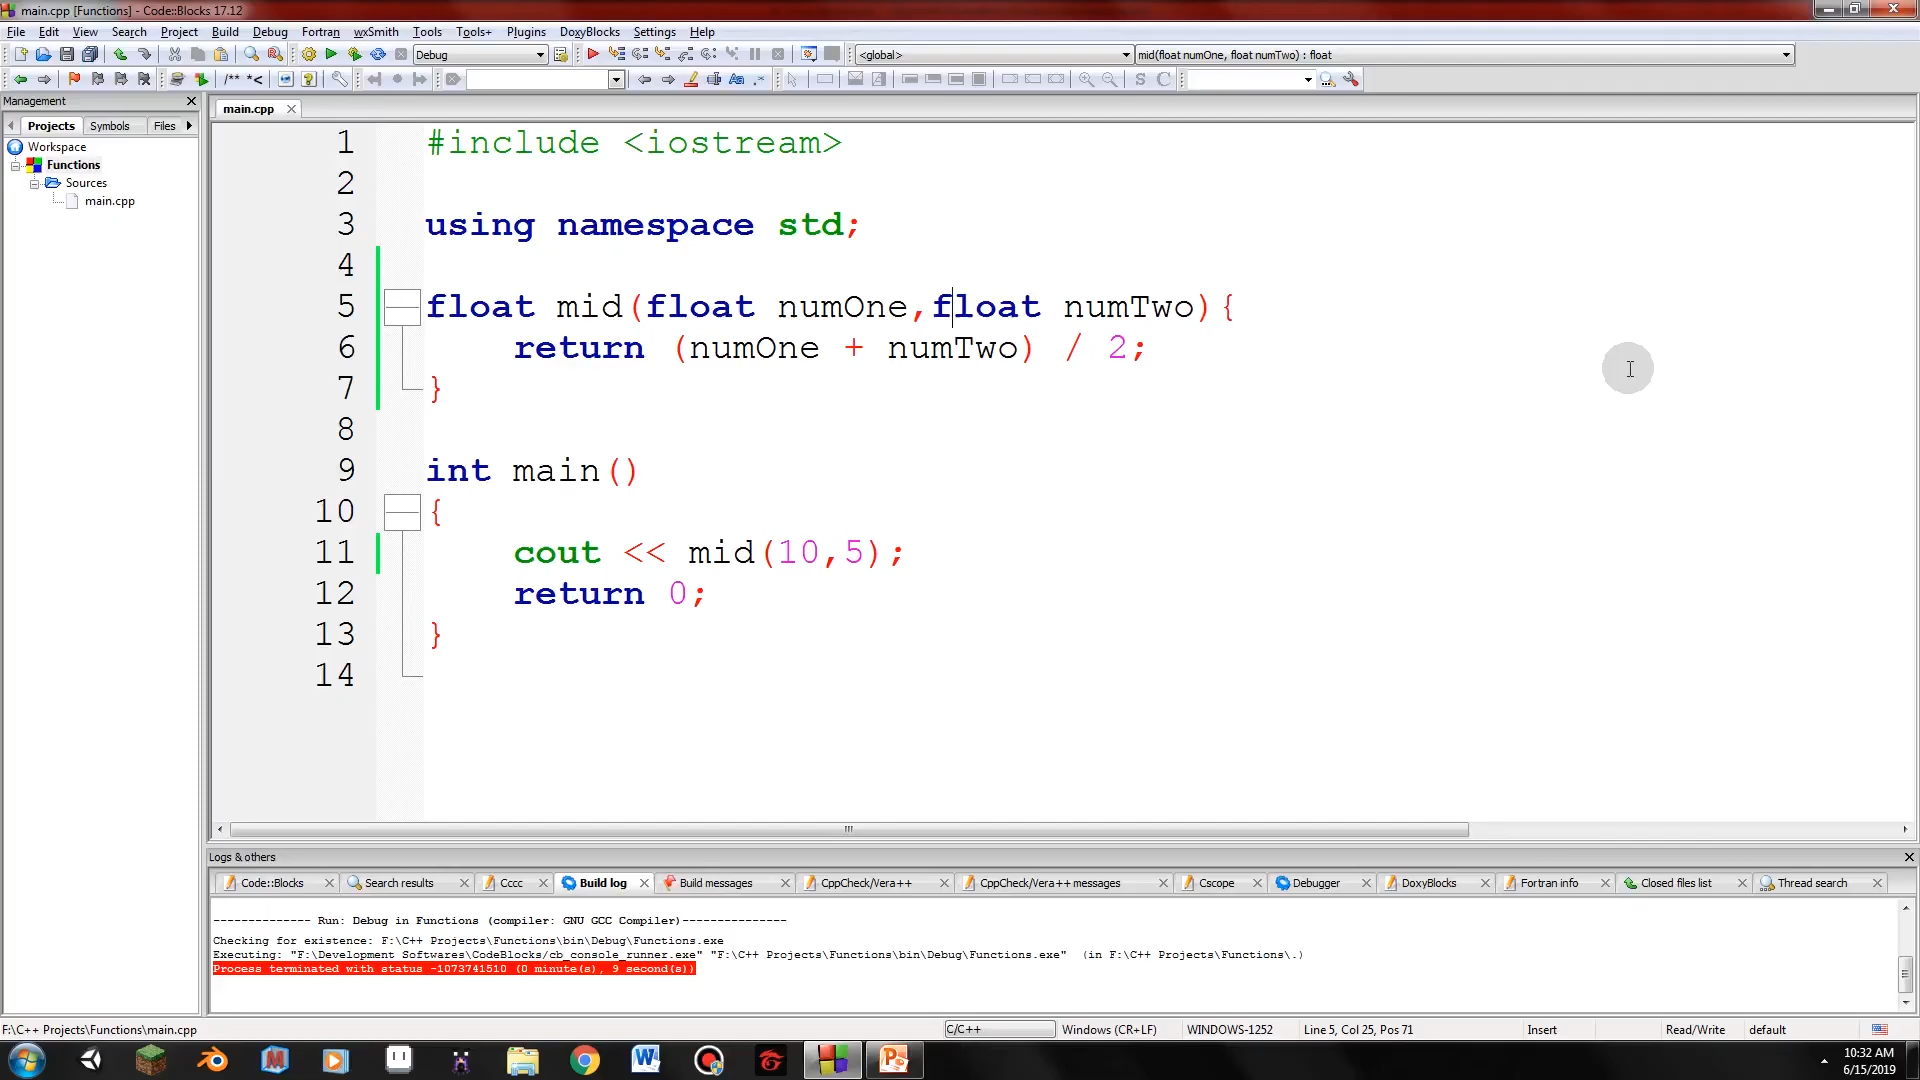 main.cpp [Functions] - Code::Blocks 17.12
File Edit View Search Project Build Debug Fortran wxSmith Tools Tools+ Plugins DoxyBlocks Settings Help
Debug <global> mid(float numOne, float numTwo) : float
/** *<
Management
main.cpp
Projects Symbols Files
Workspace
Functions
Sources
main.cpp
1 #include <iostream>
2
3 using namespace std;
4
5 float mid(float numOne,float numTwo){
6 return (numOne + numTwo) / 2;
7 }
8
9 int main()
10 {
11 cout << mid(10,5);
12 return 0;
13 }
14
Logs & others
Code::Blocks Search results Cccc Build log Build messages CppCheck/Vera++ CppCheck/Vera++ messages Cscope Debugger DoxyBlocks Fortran info Closed files list Thread search
-------------- Run: Debug in Functions (compiler: GNU GCC Compiler)---------------
Checking for existence: F:\C++ Projects\Functions\bin\Debug\Functions.exe
Executing: "F:\Development Softwares\CodeBlocks/cb_console_runner.exe" "F:\C++ Projects\Functions\bin\Debug\Functions.exe" (in F:\C++ Projects\Functions\.)
Process terminated with status -1073741510 (0 minute(s), 9 second(s))
F:\C++ Projects\Functions\main.cpp C/C++ Windows (CR+LF) WINDOWS-1252 Line 5, Col 25, Pos 71 Insert Read/Write default
10:32 AM
6/15/2019